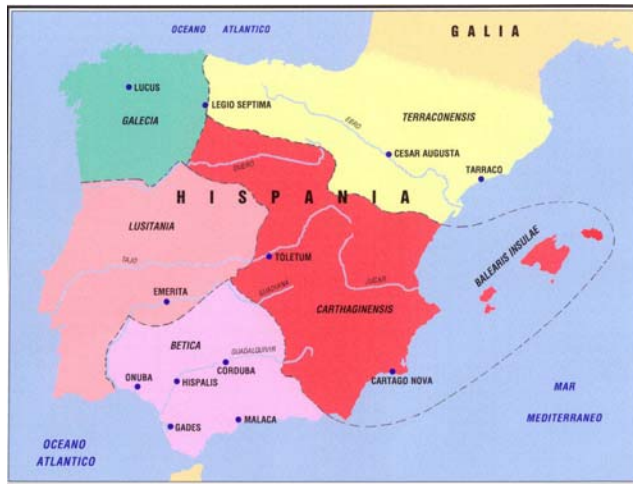 OCEANO ATLANTICO
GALIA
LUCUS
GALECIA
LEGIO SEPTIMA
EBRO
TERRACONENSIS
CESAR AUGUSTA
TARRACO
DUERO
HISPANIA
LUSITANIA
BALEARIS INSULAE
TAJO
TOLETUM
JUCAR
EMERITA
GUADIANA
CARTHAGINENSIS
BETICA
GUADALQUIVIR
CORDUBA
CARTAGO NOVA
ONUBA
HISPALIS
MAR
MEDITERRANEO
GADES
MALACA
OCEANO
ATLANTICO